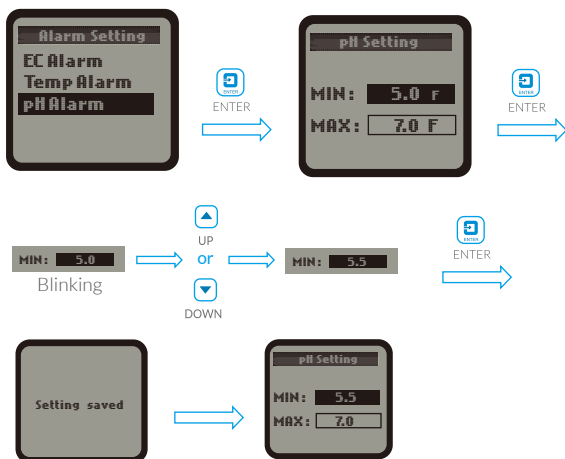 Alarm Setting
EC Alarm
Temp Alarm
pH Alarm
ENTER
ENTER
pH Setting
MIN: 5.0 F
MAX: 7.0 F
ENTER
ENTER
MIN: 5.0
Blinking
UP
or
DOWN
MIN: 5.5
ENTER
Setting saved
pH Setting
MIN: 5.5
MAX: 7.0